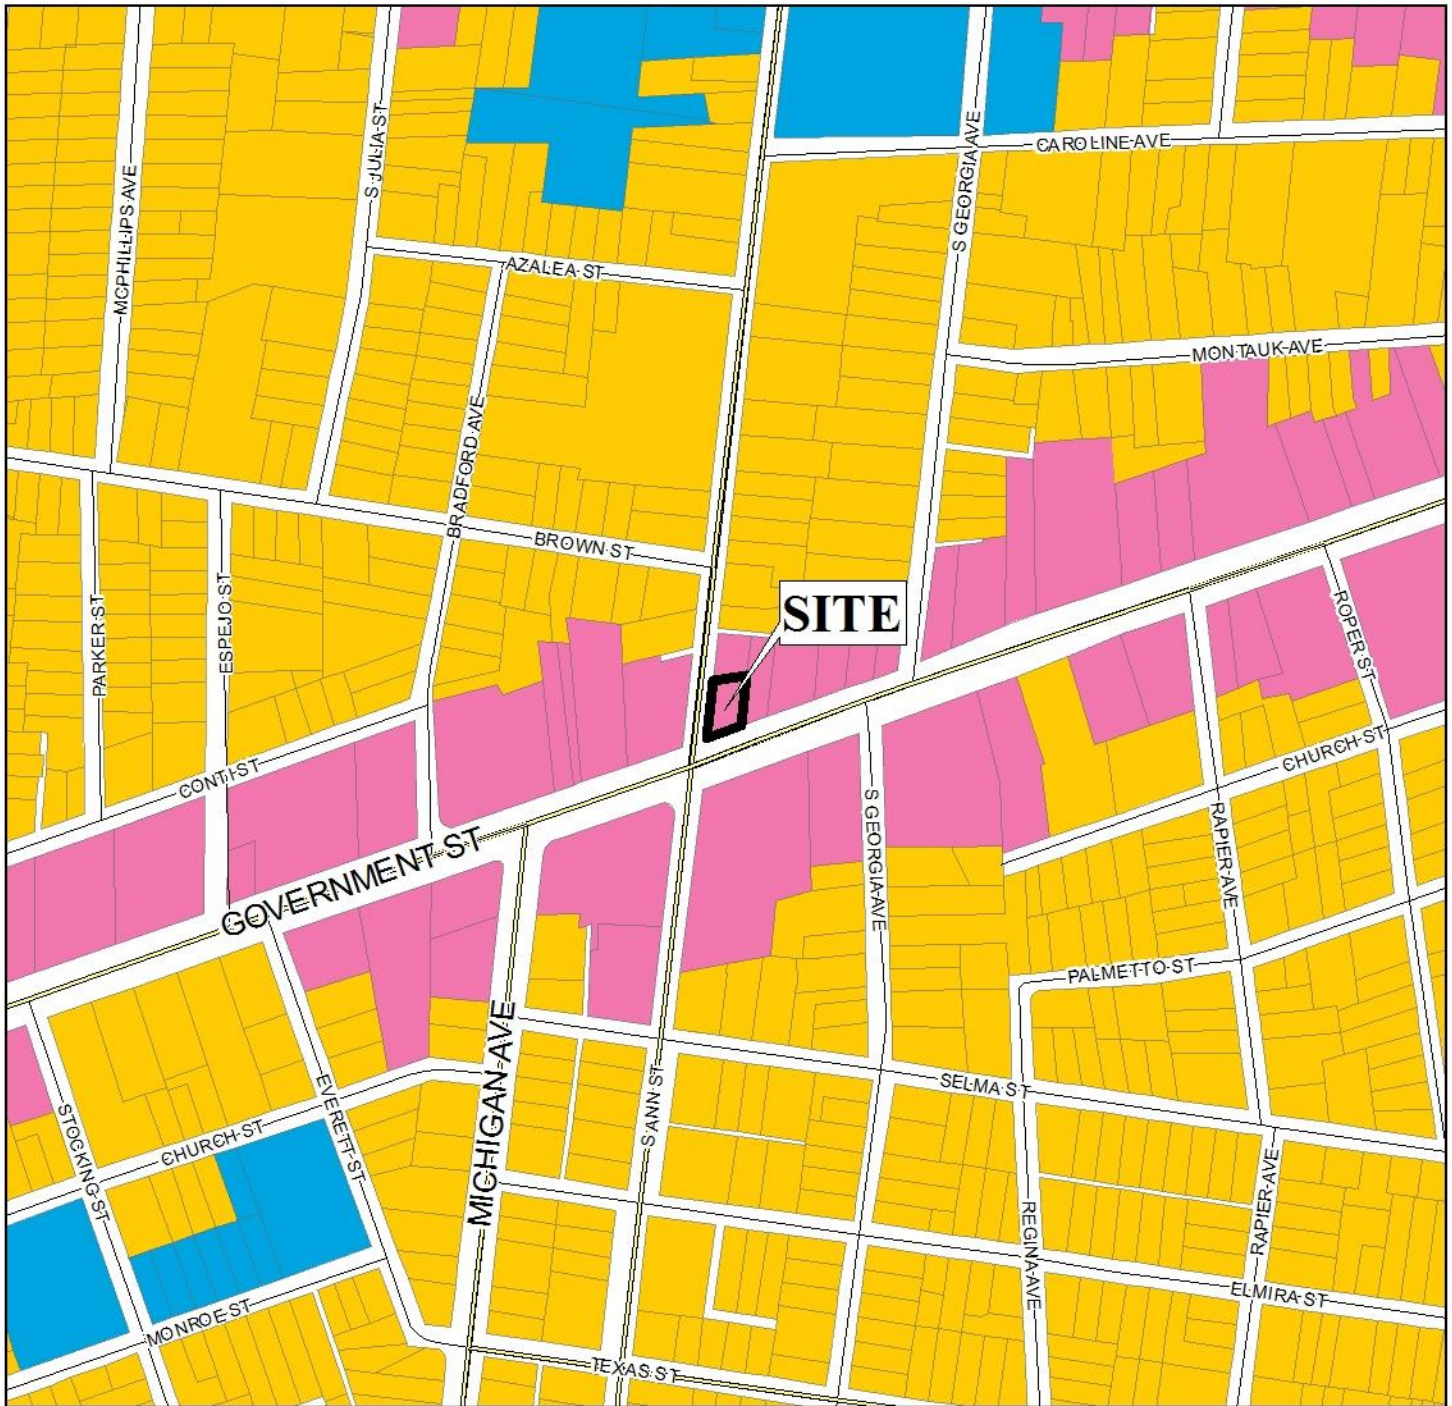 S JULIA ST
MCPHILLIPS AVE
S GEORGIA AVE
CAROLINE AVE
AZALEA ST
MONTAUK AVE
BRADFORD AVE
BROWN ST
SITE
PARKER ST
ESPEJO ST
ROPER ST
CONTI ST
CHURCH ST
S GEORGIA AVE
RAPIER AVE
GOVERNMENT ST
PALMETTO ST
MICHIGAN AVE
S ANN ST
SELMA ST
STOCKING ST
CHURCH ST
EVERETT ST
REGINA AVE
RAPIER AVE
ELMIRA ST
MONROE ST
TEXAS ST